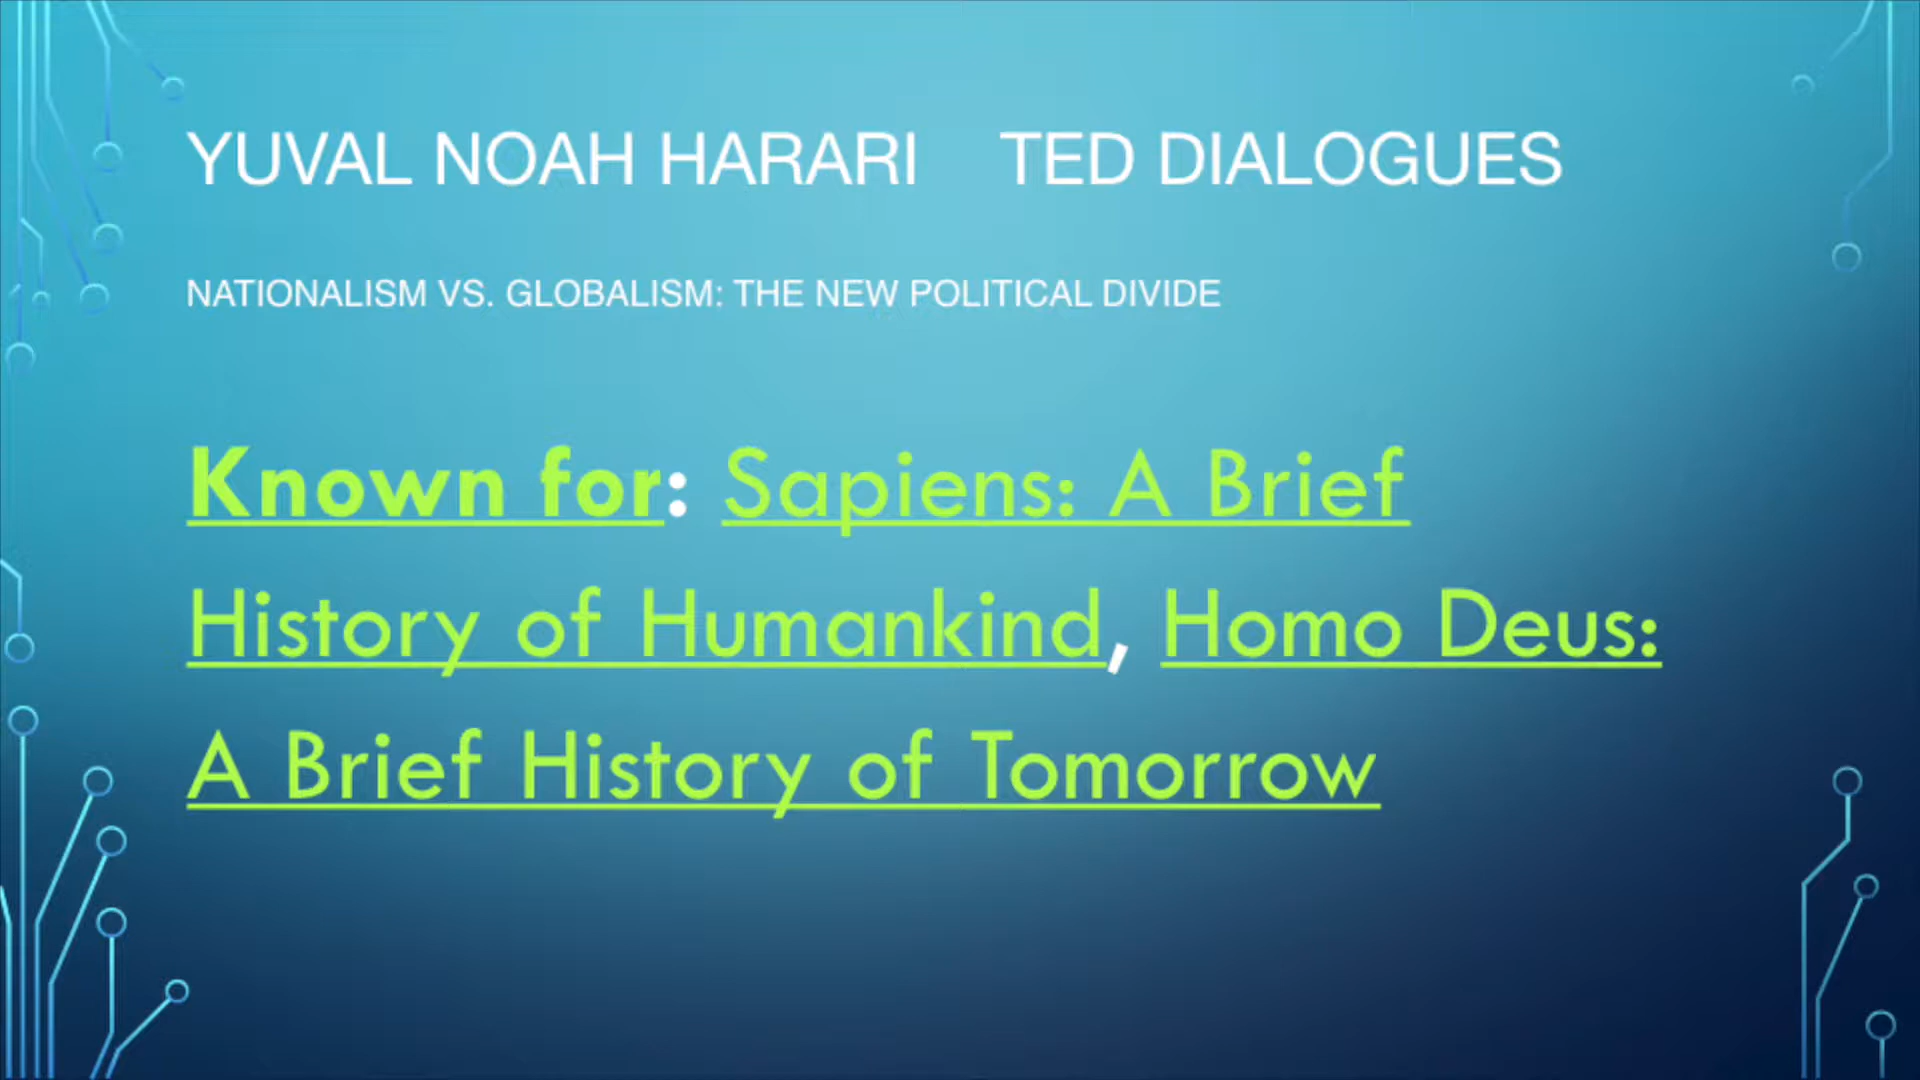 YUVAL NOAH HARARI TED DIALOGUES
NATIONALISM VS. GLOBALISM: THE NEW POLITICAL DIVIDE
Known for: Sapiens: A Brief
History of Humankind, Homo Deus:
A Brief History of Tomorrow